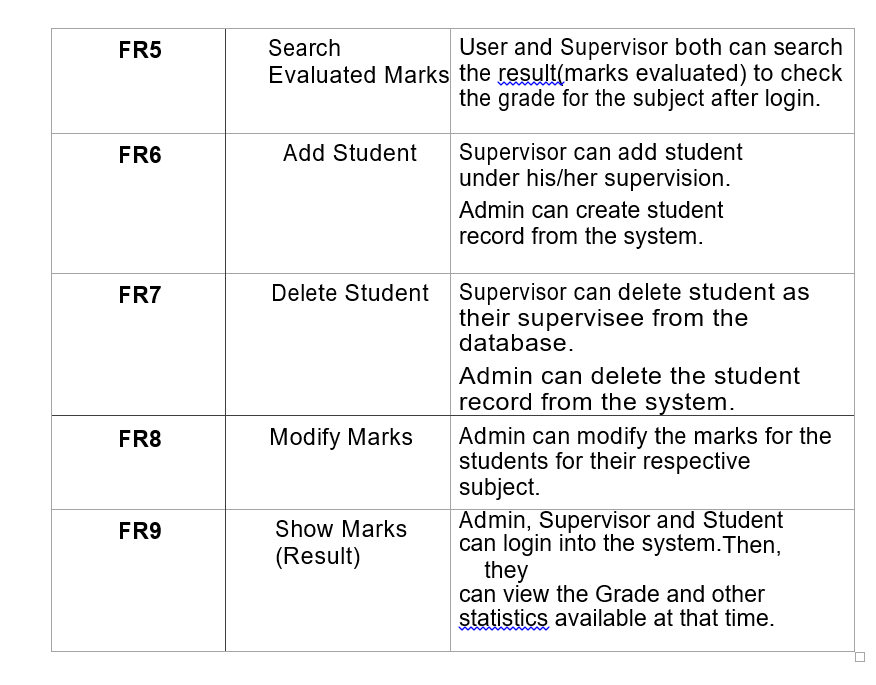 FR5
Search
Evaluated Marks
User and Supervisor both can search
the result(marks evaluated) to check
the grade for the subject after login.
FR6
Add Student
Supervisor can add student
under his/her supervision.
Admin can create student
record from the system.
FR7
Delete Student
Supervisor can delete student as
their supervisee from the
database.
Admin can delete the student
record from the system.
FR8
Modify Marks
Admin can modify the marks for the
students for their respective
subject.
FR9
Show Marks
(Result)
Admin, Supervisor and Student
can login into the system.Then,
they
can view the Grade and other
statistics available at that time.